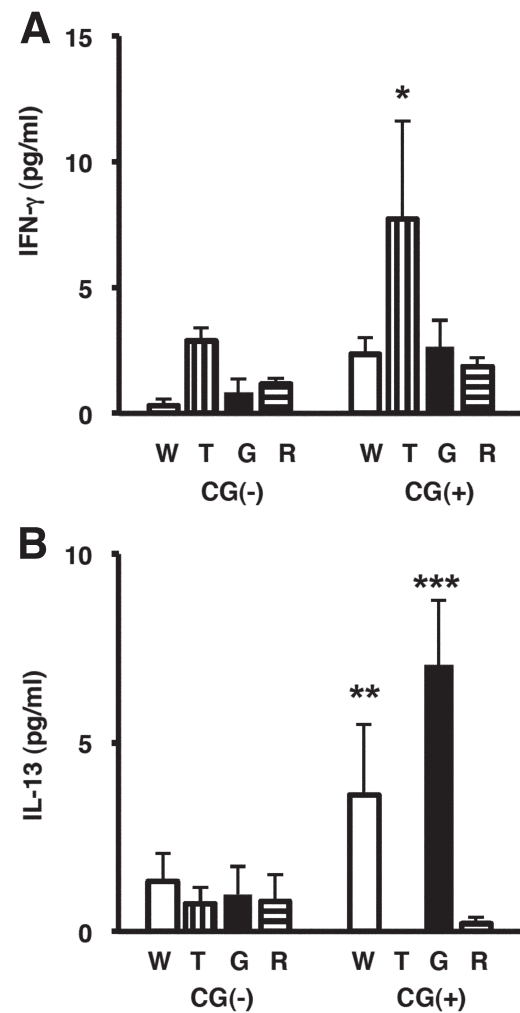 A
15
10
5
0
IFN-γ (pg/ml)
*
W T G R W T G R
CG(-) CG(+)
B
10
5
0
IL-13 (pg/ml)
**
***
W T G R W T G R
CG(-) CG(+)